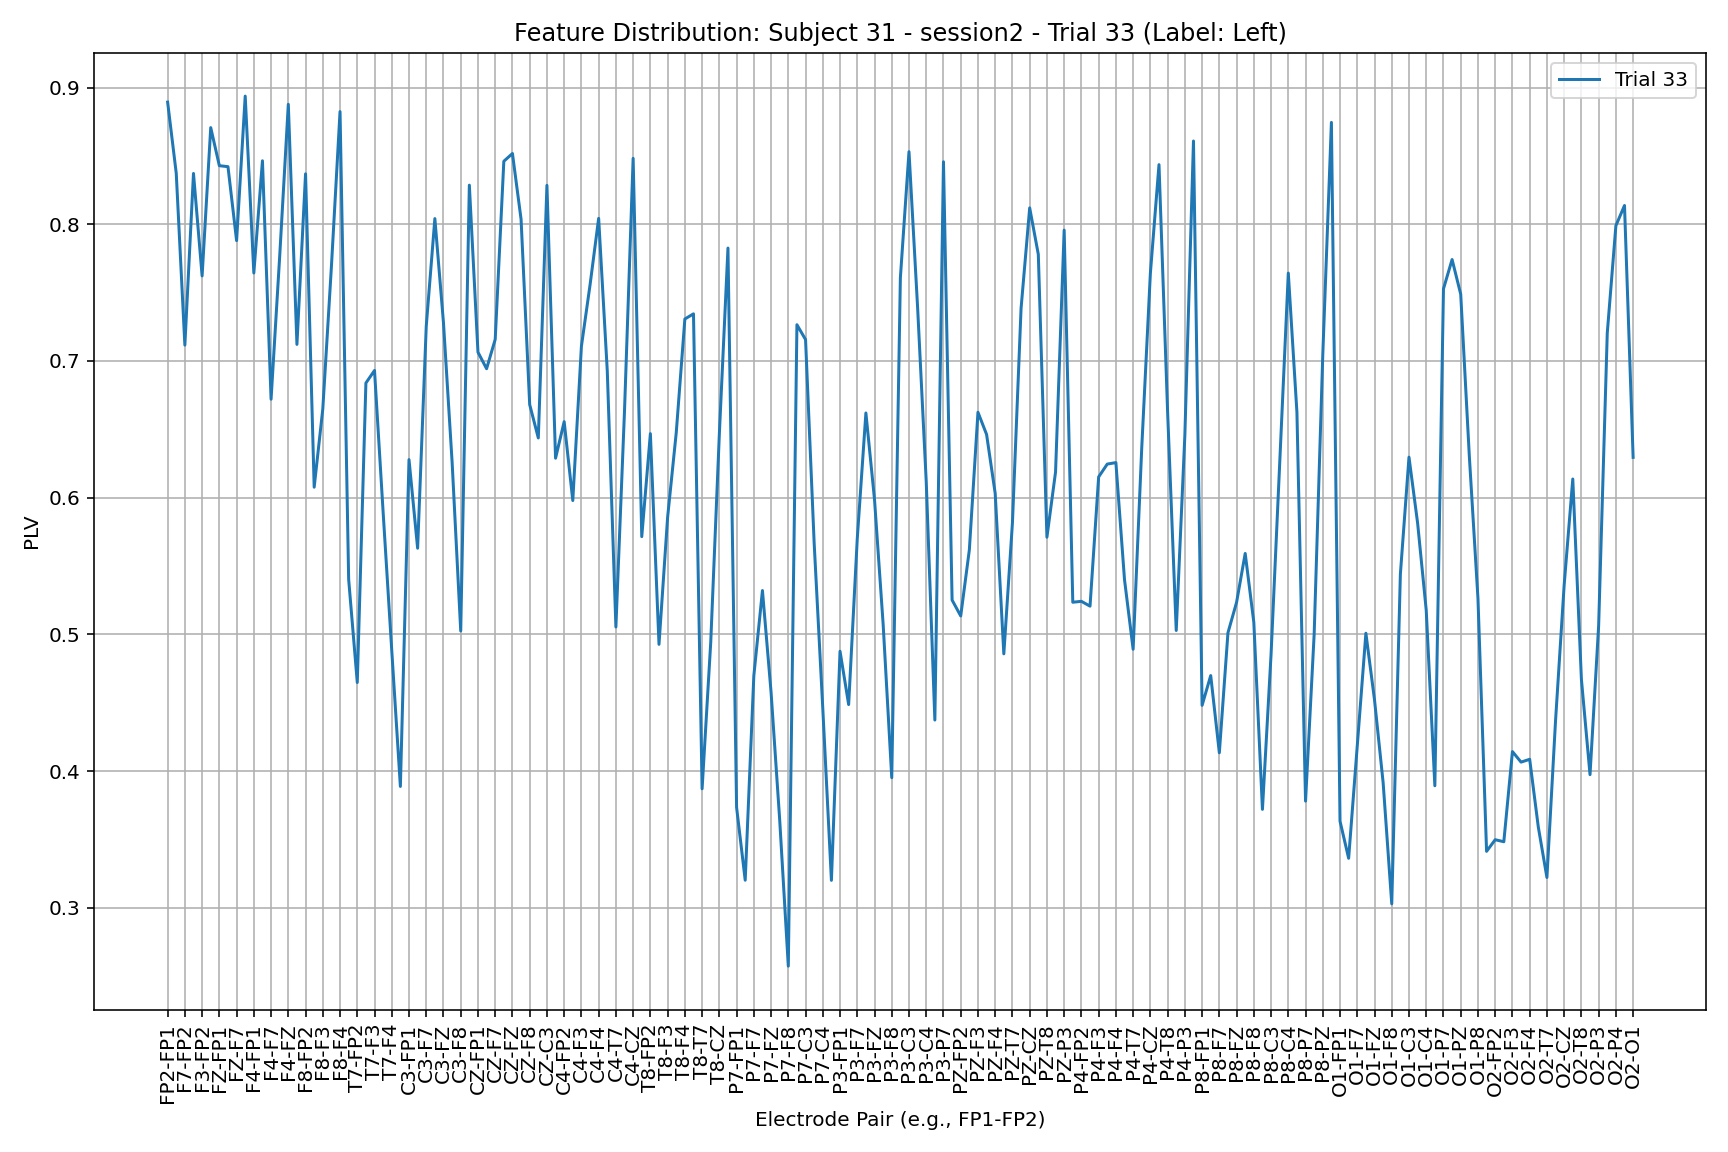 Feature Distribution: Subject 31 - session2 - Trial 33 (Label: Left)
Trial 33
0.9
0.8
0.7
0.6
0.5
0.4
0.3
PLV
FP2-FP1
F7-FP2
F3-FP2
FZ-FP1
FZ-F7
F4-FP1
F4-F7
F4-FZ
F8-FP2
F8-F3
F8-F4
T7-FP2
T7-F3
T7-F4
C3-FP1
C3-F7
C3-FZ
C3-F8
CZ-FP1
CZ-F7
CZ-FZ
CZ-F8
CZ-C3
C4-FP2
C4-F3
C4-F4
C4-T7
C4-CZ
T8-FP2
T8-F3
T8-F4
T8-T7
T8-CZ
P7-FP1
P7-F7
P7-FZ
P7-F8
P7-C3
P7-C4
P3-FP1
P3-F7
P3-FZ
P3-F8
P3-C3
P3-C4
P3-P7
PZ-FP2
PZ-F3
PZ-F4
PZ-T7
PZ-CZ
PZ-T8
PZ-P3
P4-FP2
P4-F3
P4-F4
P4-T7
P4-CZ
P4-T8
P4-P3
P8-FP1
P8-F7
P8-FZ
P8-F8
P8-C3
P8-C4
P8-P7
P8-PZ
O1-FP1
O1-F7
O1-FZ
O1-F8
O1-C3
O1-C4
O1-P7
O1-PZ
O1-P8
O2-FP2
O2-F3
O2-F4
O2-T7
O2-CZ
O2-T8
O2-P3
O2-P4
O2-O1
Electrode Pair (e.g., FP1-FP2)